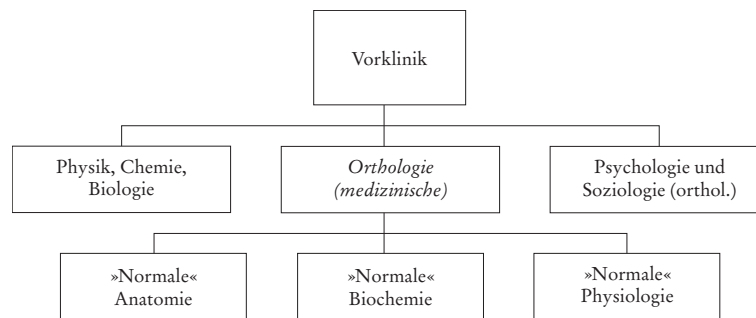 Vorklinik
Physik, Chemie,
Biologie
Orthologie
(medizinische)
Psychologie und
Soziologie (orthol.)
»Normale«
Anatomie
»Normale«
Biochemie
»Normale«
Physiologie